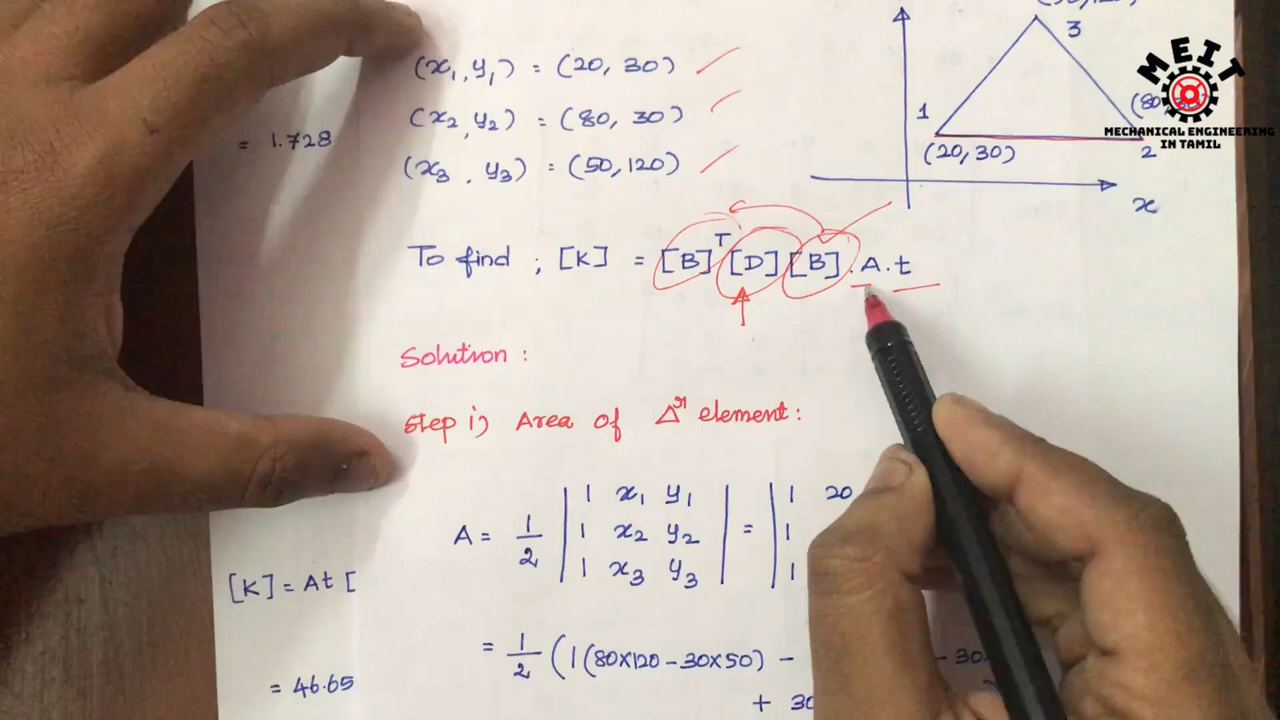 (x₁, y₁) = (20, 30)
(x₂, y₂) = (80, 30)
(x₃, y₃) = (50, 120)
= 1.728
3
1
(20, 30)
2
x
MEIT
MECHANICAL ENGINEERING
IN TAMIL
To find ; [K] = [B]ᵀ [D] [B] . A . t
Solution :
Step i) Area of Δ element :
A = 1/2 | 1 x₁ y₁ | = | 1 20
| 1 x₂ y₂ | | 1
| 1 x₃ y₃ | | 1
[K] = At [
= 1/2 ( 1 (80×120 − 30×50) − − 30
+ 30
= 46.65